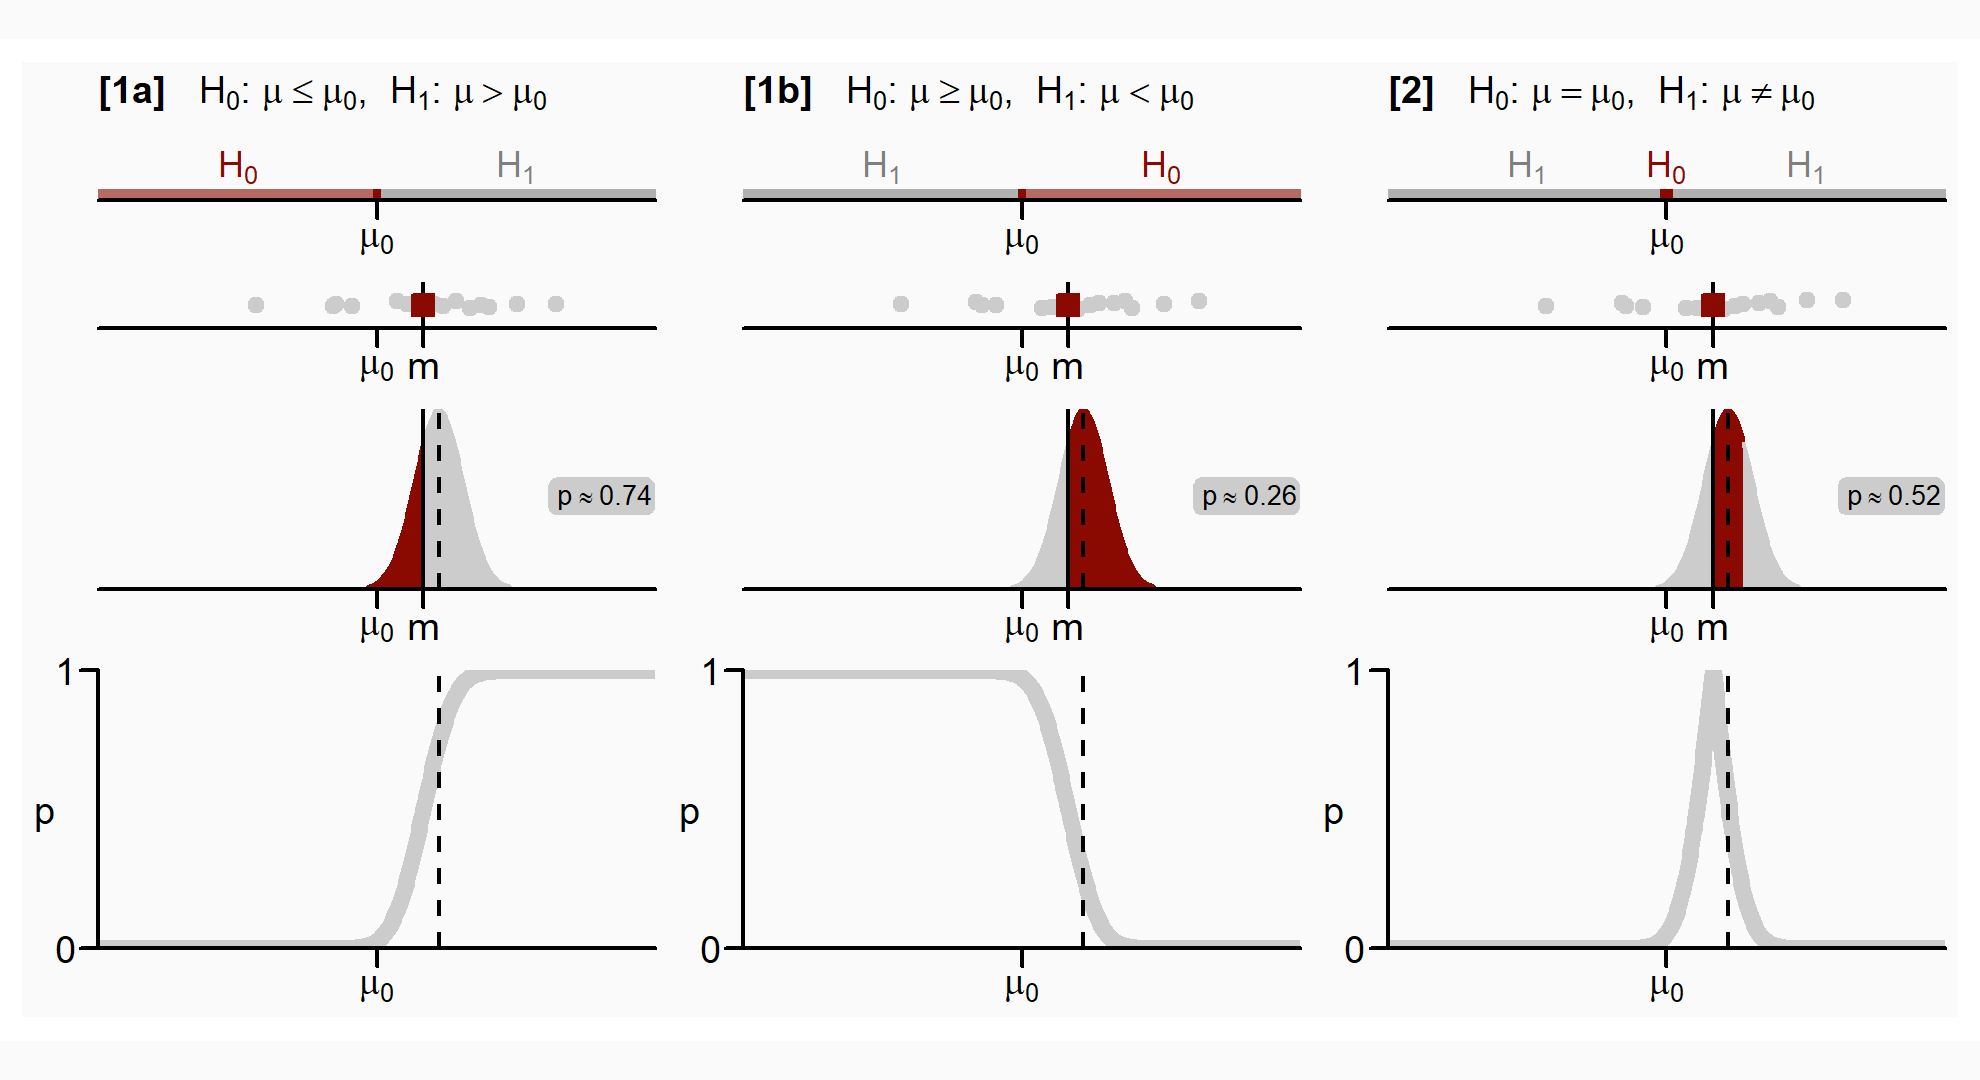 [1a] H₀: μ ≤ μ₀, H₁: μ > μ₀
H₀ H₁
μ₀
μ₀ m
p ≈ 0.74
μ₀ m
1
p
0
μ₀
[1b] H₀: μ ≥ μ₀, H₁: μ < μ₀
H₁ H₀
μ₀
μ₀ m
p ≈ 0.26
μ₀ m
1
p
0
μ₀
[2] H₀: μ = μ₀, H₁: μ ≠ μ₀
H₁ H₀ H₁
μ₀
μ₀ m
p ≈ 0.52
μ₀ m
1
p
0
μ₀